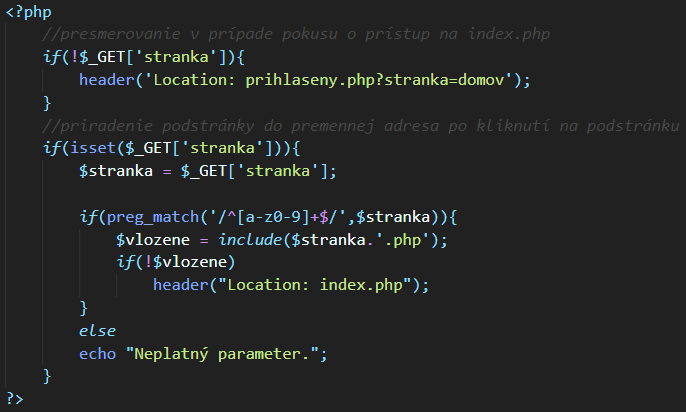 <?php
//presmerovanie v prípade pokusu o prístup na index.php
if(!$_GET['stranka']){
header('Location: prihlaseny.php?stranka=domov');
}
//priradenie podstránky do premennej adresa po kliknutí na podstránku
if(isset($_GET['stranka'])){
$stranka = $_GET['stranka'];
if(preg_match('/^[a-z0-9]+$/',$stranka)){
$vlozene = include($stranka.'.php');
if(!$vlozene)
header("Location: index.php");
}
else
echo "Neplatný parameter.";
}
?>